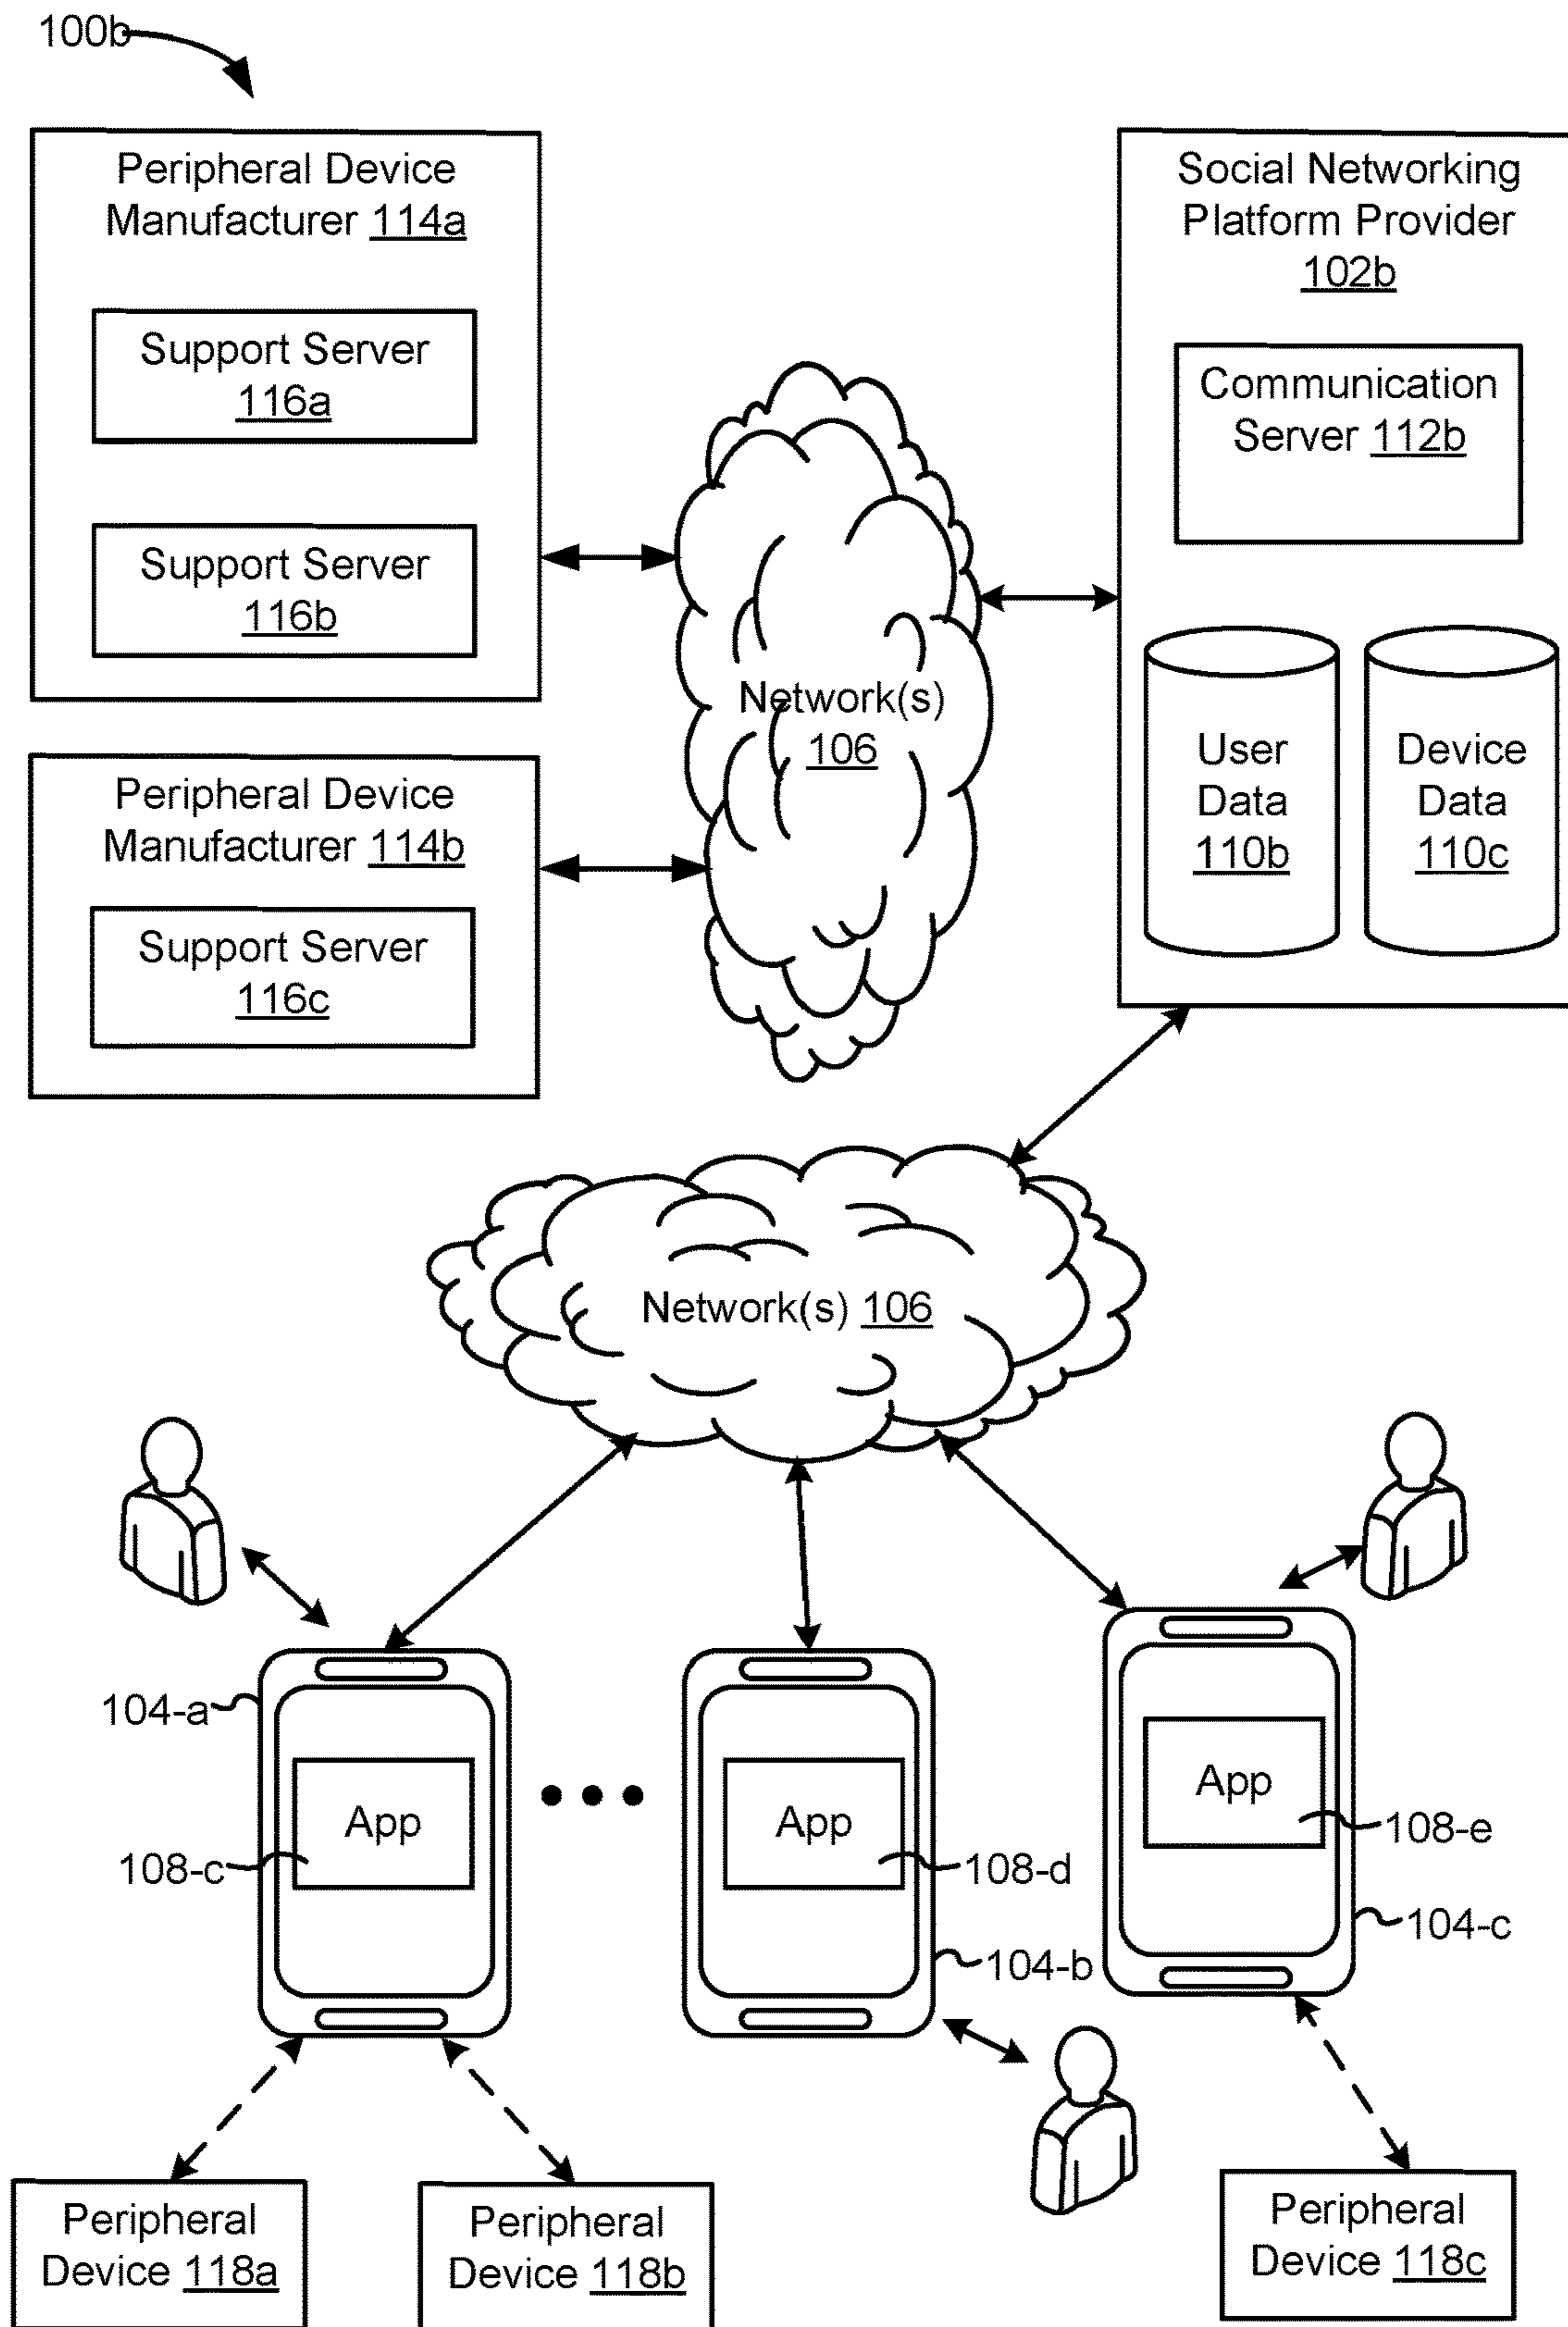 100b
Peripheral Device
Manufacturer 114a
Support Server
116a
Support Server
116b
Peripheral Device
Manufacturer 114b
Support Server
116c
Network(s)
106
Social Networking
Platform Provider
102b
Communication
Server 112b
User
Data
110b
Device
Data
110c
Network(s) 106
104-a
App
108-c
App
108-d
104-b
App
108-e
104-c
Peripheral
Device 118a
Peripheral
Device 118b
Peripheral
Device 118c